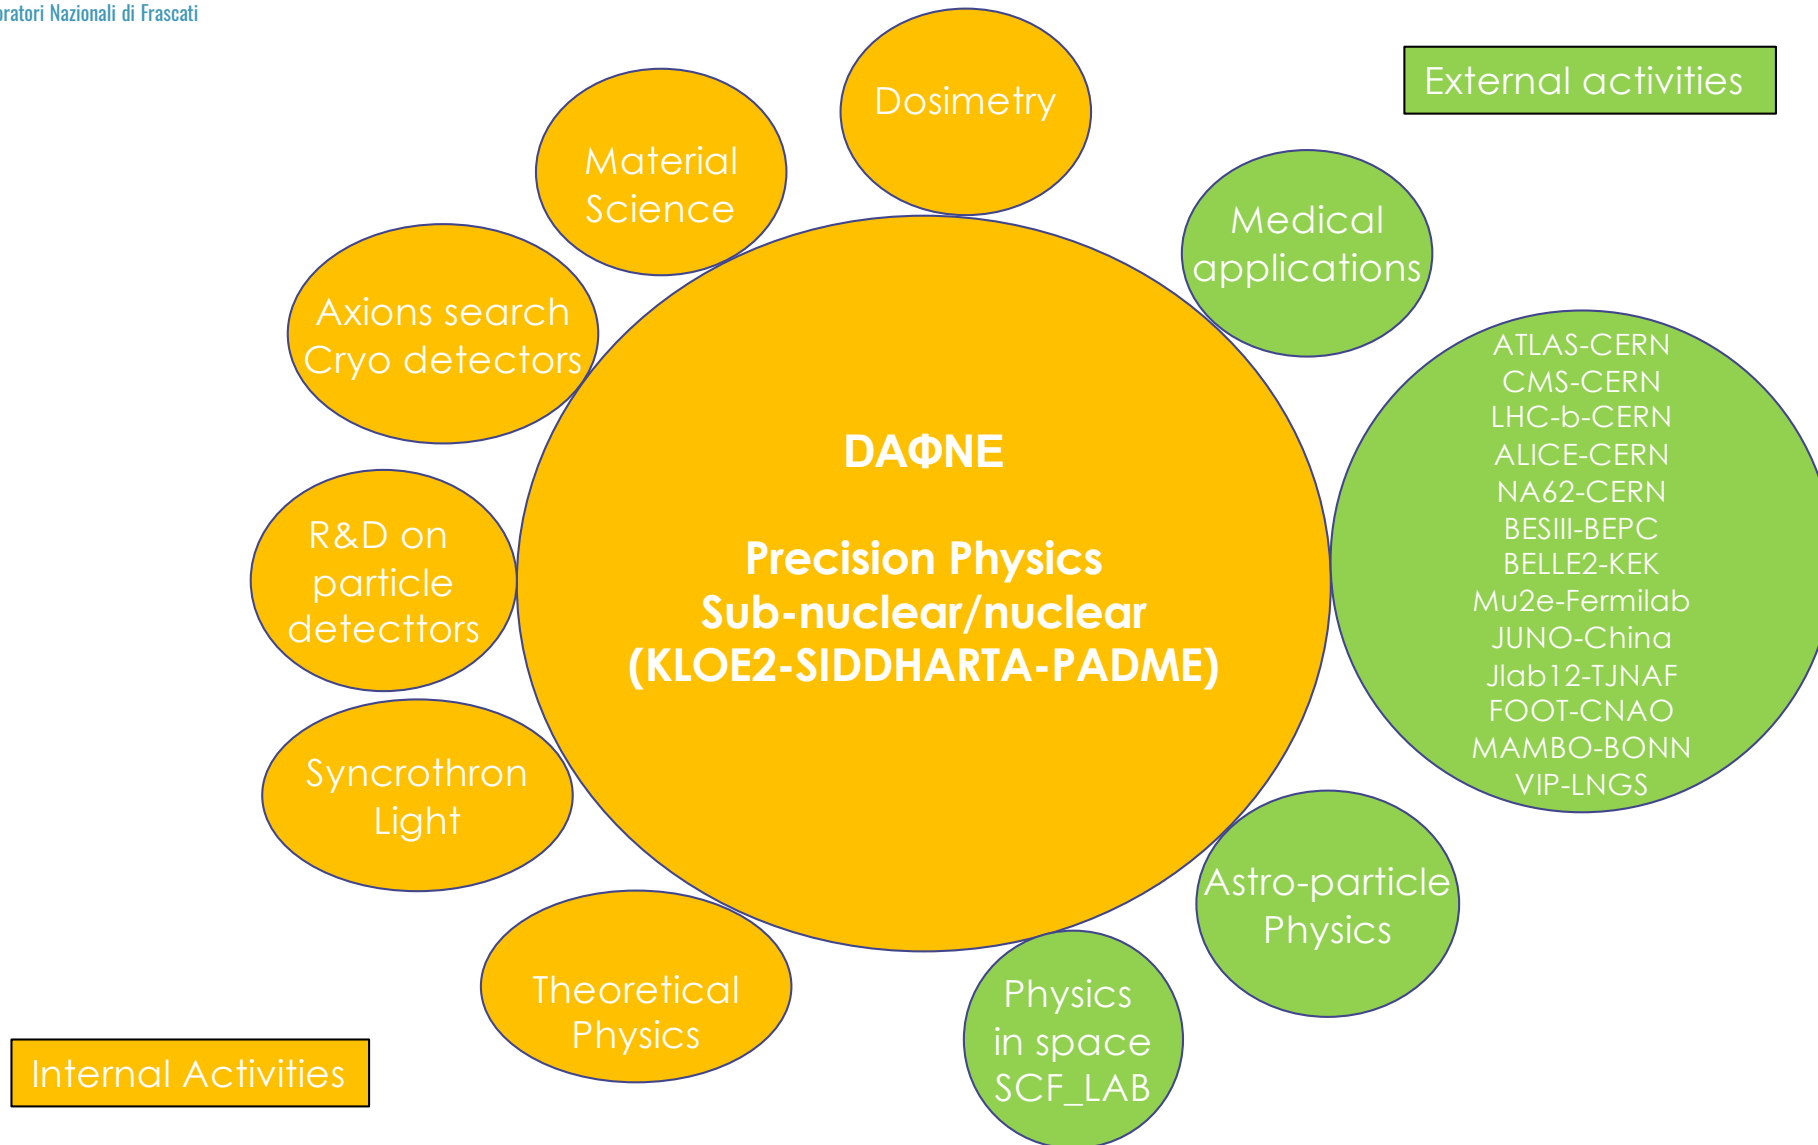 Nazionali di Frascati
External activities
Dosimetry
Material
Science
Medical
applications
Axions search
Cryo detectors
ATLAS-CERN
CMS-CERN
LHC-b-CERN
ALICE-CERN
NA62-CERN
BESIII-BEPC
BELLE2-KEK
Mu2e-Fermilab
JUNO-China
Jlab12-TJNAF
FOOT-CNAO
MAMBO-BONN
VIP-LNGS
DAΦNE
Precision Physics
Sub-nuclear/nuclear
(KLOE2-SIDDHARTA-PADME)
R&D on
particle
detecttors
Syncrothron
Light
Astro-particle
Physics
Theoretical
Physics
Physics
in space
SCF_LAB
Internal Activities